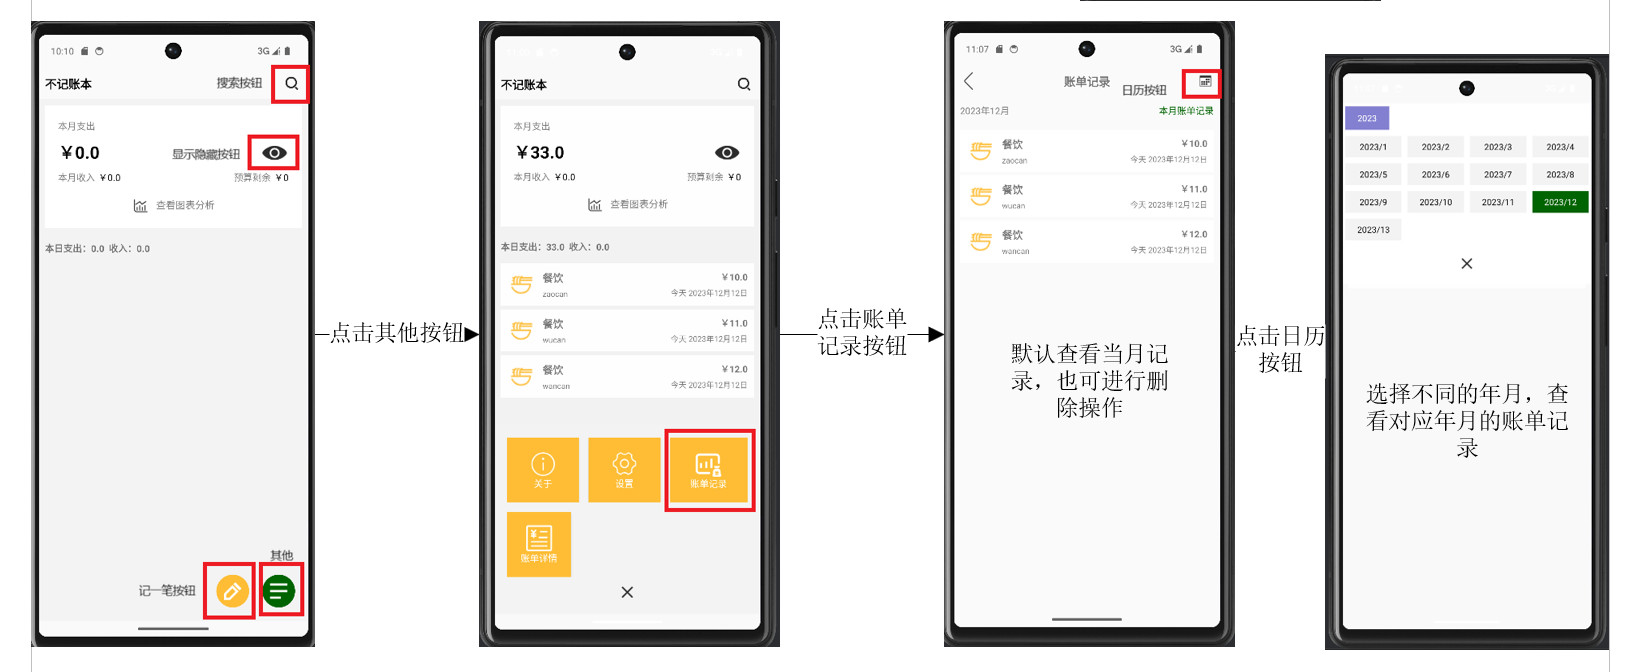 10:10
3G
不记账本
搜索按钮
本月支出
￥0.0
显示隐藏按钮
本月收入 ￥0.0
预算剩余 ￥0
查看图表分析
本日支出：0.0 收入：0.0
其他
记一笔按钮
点击其他按钮
不记账本
本月支出
￥33.0
本月收入 ￥0.0
预算剩余 ￥0
查看图表分析
本日支出：33.0 收入：0.0
餐饮
￥10.0
zaocan
今天 2023年12月12日
餐饮
￥11.0
wucan
今天 2023年12月12日
餐饮
￥12.0
wancan
今天 2023年12月12日
关于
设置
账单记录
账单详情
点击账单
记录按钮
11:07
3G
账单记录
日历按钮
2023年12月
本月账单记录
餐饮
￥10.0
zaocan
今天 2023年12月12日
餐饮
￥11.0
wucan
今天 2023年12月12日
餐饮
￥12.0
wancan
今天 2023年12月12日
默认查看当月记
录，也可进行删
除操作
点击日历
按钮
2023
2023/1 2023/2 2023/3 2023/4
2023/5 2023/6 2023/7 2023/8
2023/9 2023/10 2023/11 2023/12
2023/13
选择不同的年月，查
看对应年月的账单记
录